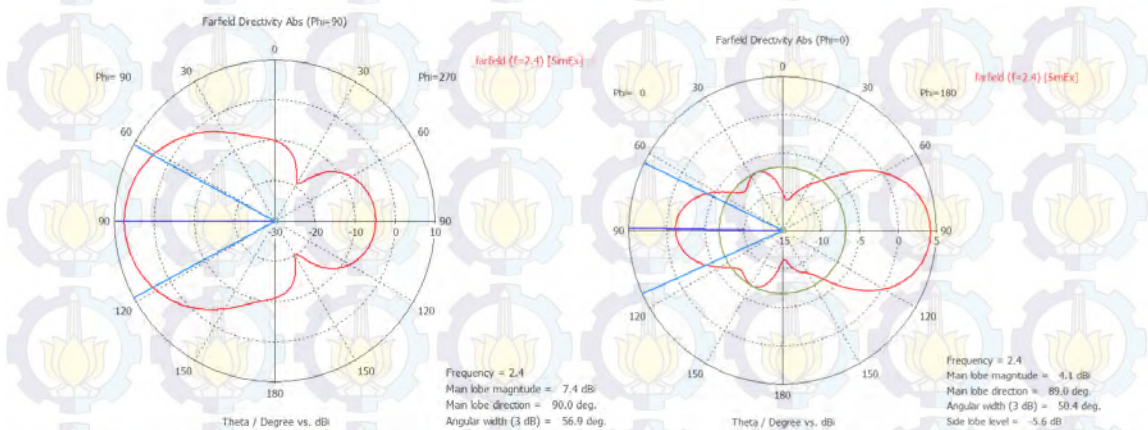 Farfield Directivity Abs (Phi=90)
farfield (f=2.4) [SmEx]
Phi= 90
0
Phi=270
30
30
60
60
90
-30
-20
-10
0
10
90
120
120
150
150
180
Theta / Degree vs. dBi
Frequency = 2.4
Main lobe magnitude = 7.4 dBi
Main lobe direction = 90.0 deg.
Angular width (3 dB) = 56.9 deg.
Farfield Directivity Abs (Phi=0)
farfield (f=2.4) [SmEx]
Phi= 0
0
Phi=180
30
30
60
60
90
-15
-10
-5
0
5
90
120
120
150
150
180
Theta / Degree vs. dBi
Frequency = 2.4
Main lobe magnitude = 4.1 dBi
Main lobe direction = 89.0 deg.
Angular width (3 dB) = 50.4 deg.
Side lobe level = -5.6 dB